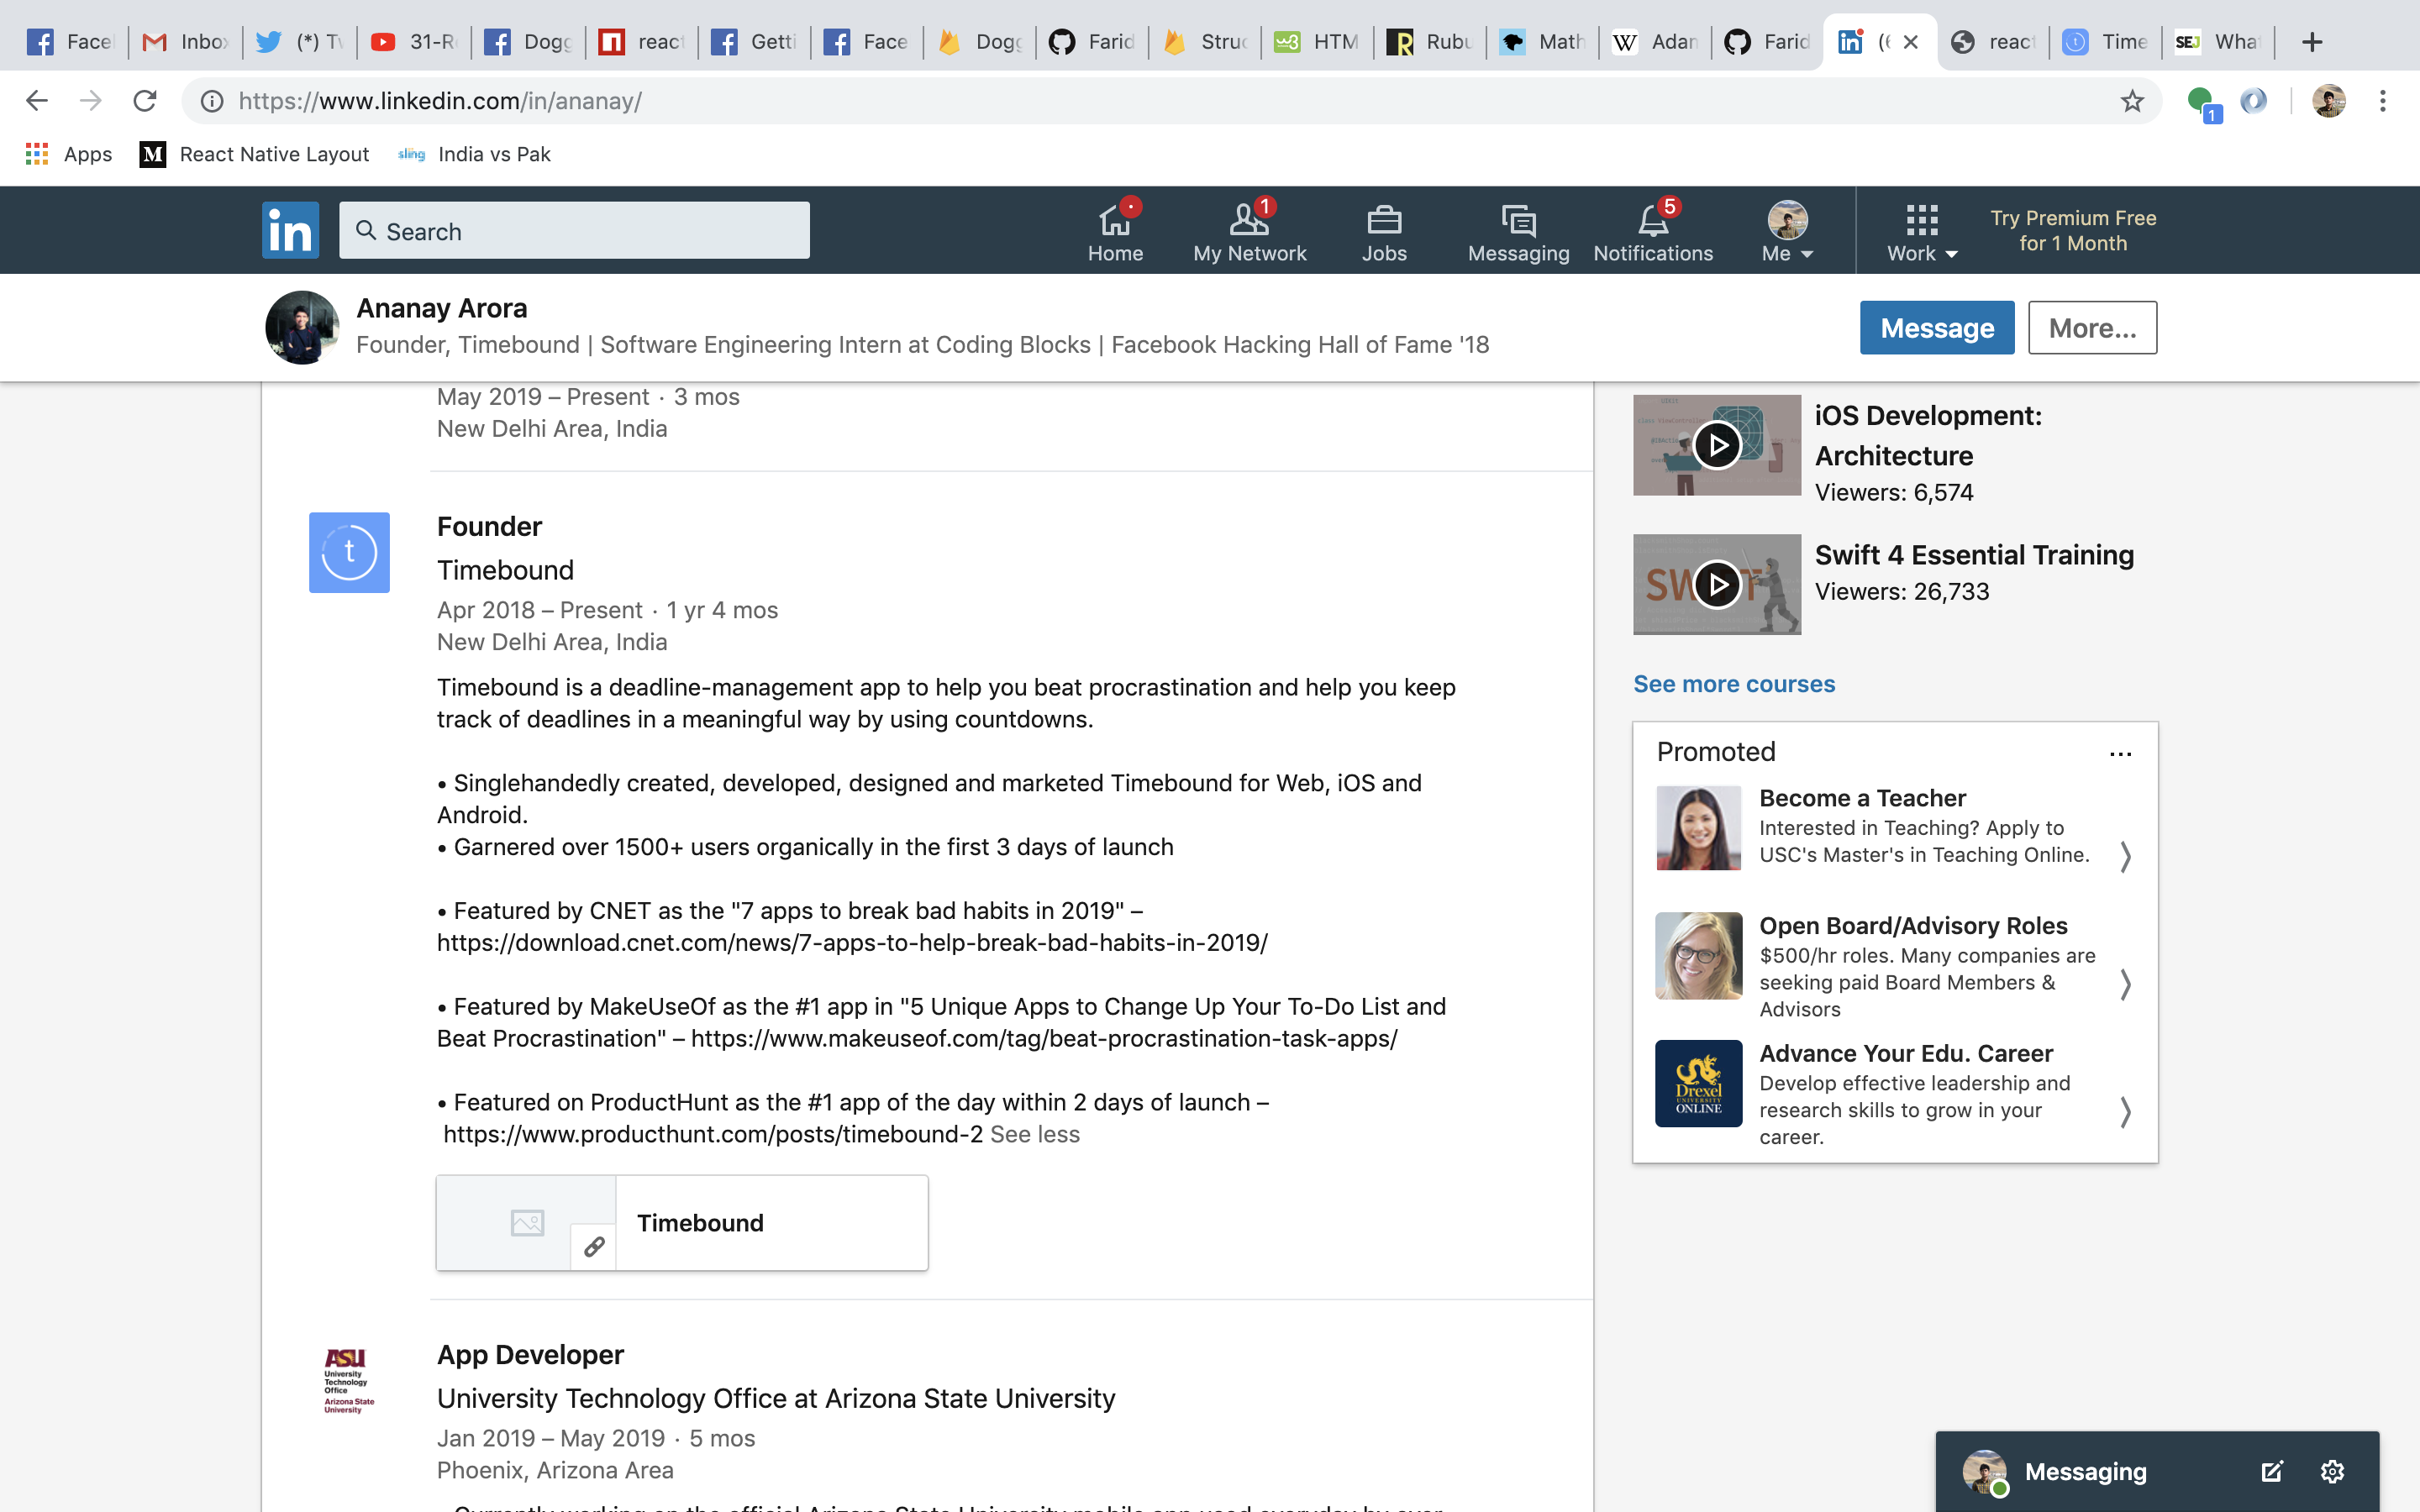 Face
Inbox
(*) Tw
31-R
Dogg
react
Getti
Face
Dogg
Farid
Struc
HTM
Rubu
Math
Adam
Farid
react
Time
SEJ
What
https://www.linkedin.com/in/ananay/
1
Apps
M
React Native Layout
sling
India vs Pak
in
Search
Home
1
My Network
Jobs
Messaging
5
Notifications
Me
Work
Try Premium Free
for 1 Month
Ananay Arora
Founder, Timebound | Software Engineering Intern at Coding Blocks | Facebook Hacking Hall of Fame '18
Message
More...
May 2019 – Present · 3 mos
New Delhi Area, India
t
Founder
Timebound
Apr 2018 – Present · 1 yr 4 mos
New Delhi Area, India
Timebound is a deadline-management app to help you beat procrastination and help you keep
track of deadlines in a meaningful way by using countdowns.
• Singlehandedly created, developed, designed and marketed Timebound for Web, iOS and
Android.
• Garnered over 1500+ users organically in the first 3 days of launch
• Featured by CNET as the "7 apps to break bad habits in 2019" –
https://download.cnet.com/news/7-apps-to-help-break-bad-habits-in-2019/
• Featured by MakeUseOf as the #1 app in "5 Unique Apps to Change Up Your To-Do List and
Beat Procrastination" – https://www.makeuseof.com/tag/beat-procrastination-task-apps/
• Featured on ProductHunt as the #1 app of the day within 2 days of launch –
https://www.producthunt.com/posts/timebound-2 See less
Timebound
ASU
University
Technology
Office
Arizona State
University
App Developer
University Technology Office at Arizona State University
Jan 2019 – May 2019 · 5 mos
Phoenix, Arizona Area
iOS Development:
Architecture
Viewers: 6,574
SWIFT
Swift 4 Essential Training
Viewers: 26,733
See more courses
Promoted
...
Become a Teacher
Interested in Teaching? Apply to
USC's Master's in Teaching Online.
Open Board/Advisory Roles
$500/hr roles. Many companies are
seeking paid Board Members &
Advisors
Drexel
UNIVERSITY
ONLINE
Advance Your Edu. Career
Develop effective leadership and
research skills to grow in your
career.
Messaging